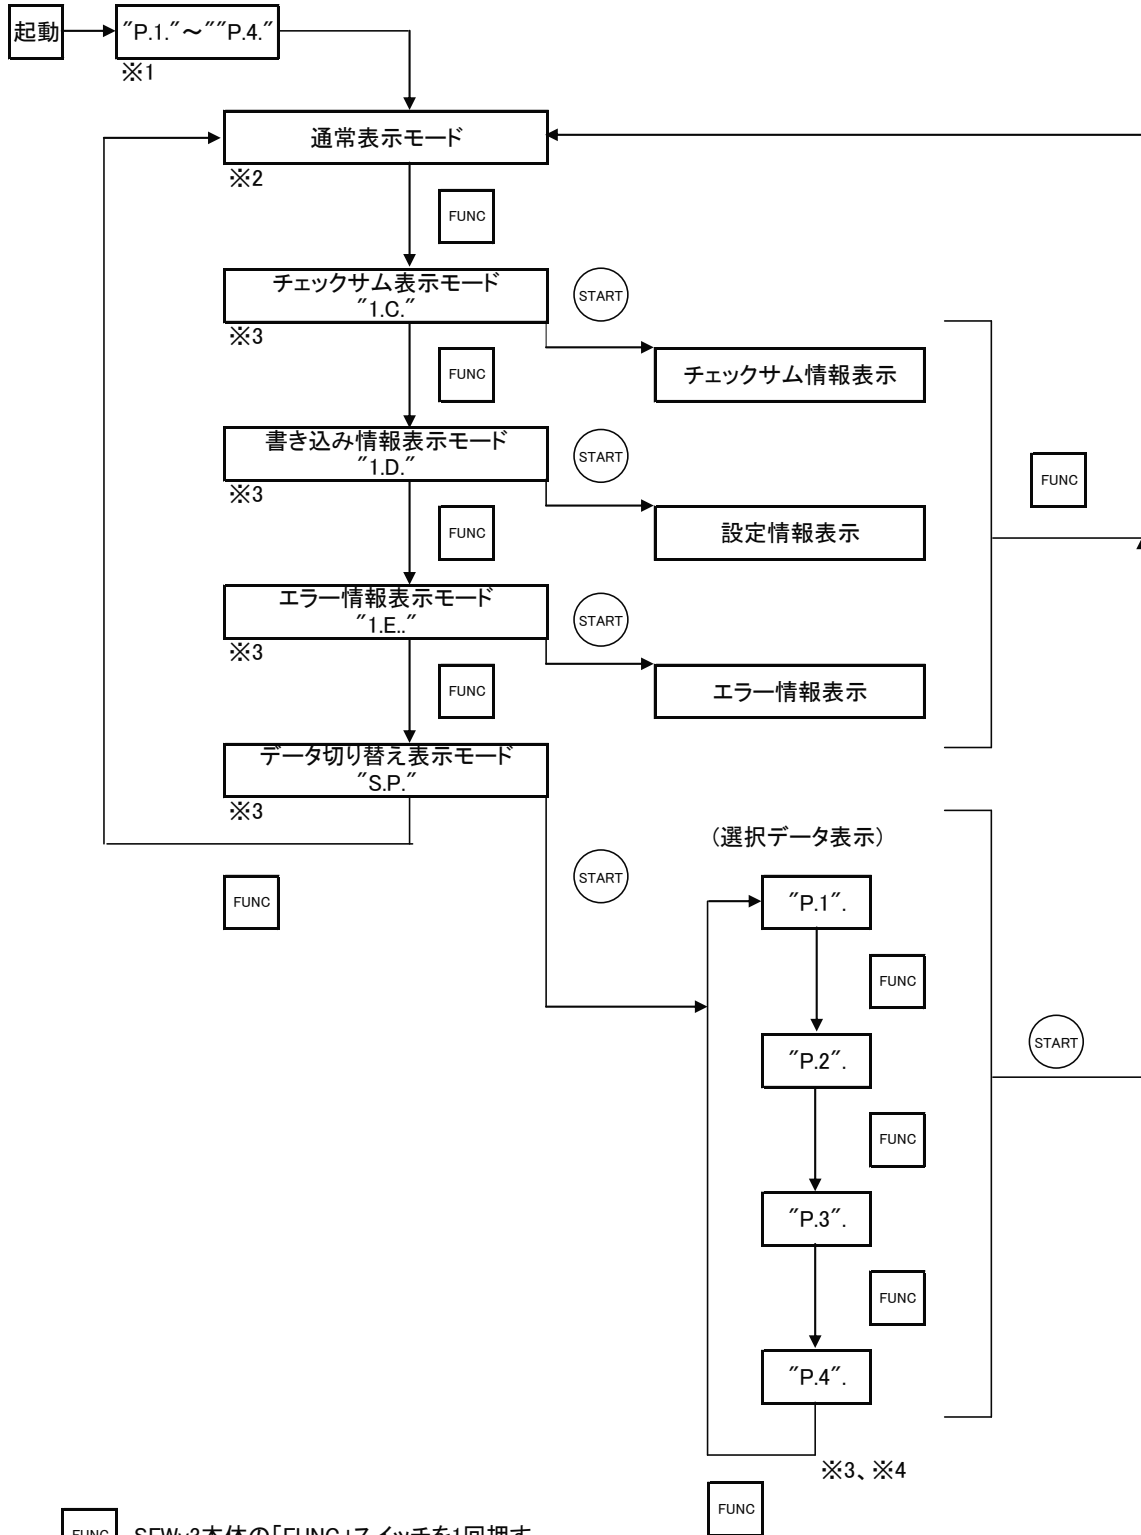 起動
"P.1."～""P.4."
※1
通常表示モード
※2
FUNC
チェックサム表示モード
"1.C."
START
※3
FUNC
チェックサム情報表示
書き込み情報表示モード
"1.D."
START
FUNC
※3
FUNC
設定情報表示
エラー情報表示モード
"1.E.."
START
※3
FUNC
エラー情報表示
データ切り替え表示モード
"S.P."
※3
(選択データ表示)
FUNC
START
"P.1".
FUNC
START
"P.2".
FUNC
"P.3".
FUNC
"P.4".
※3、※4
FUNC
FUNC